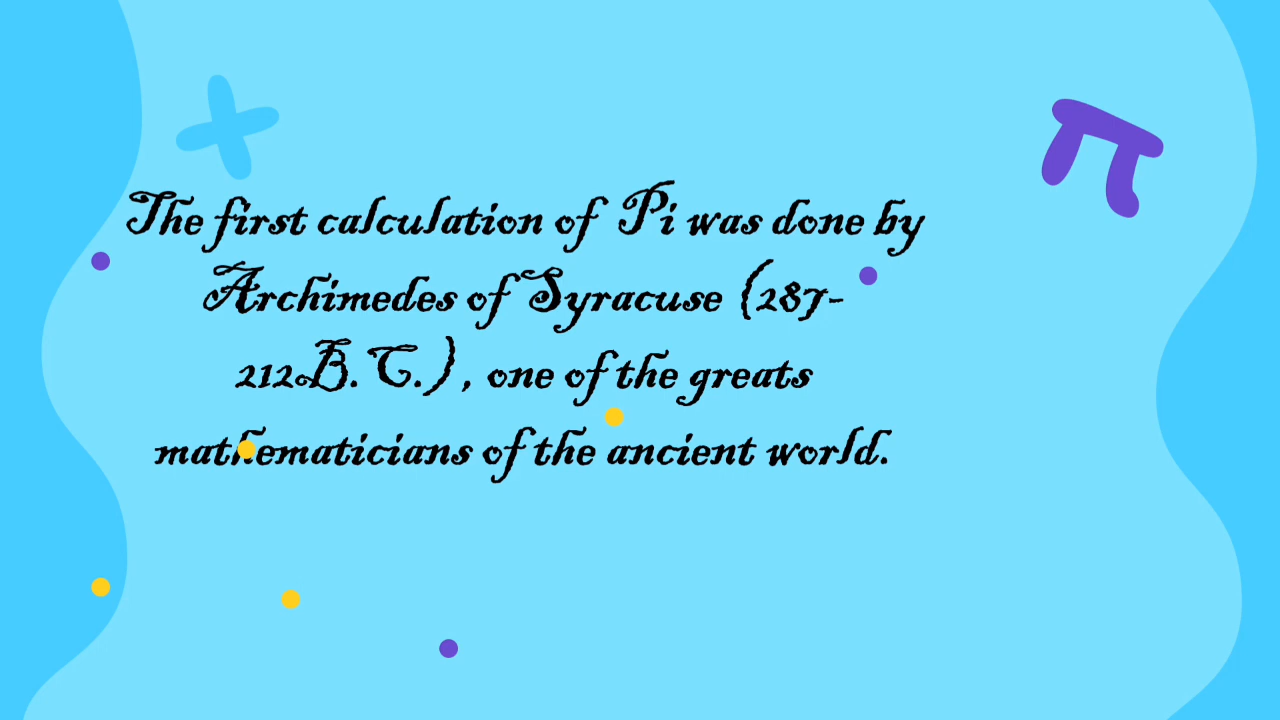 The first calculation of Pi was done by
Archimedes of Syracuse (287-
212B.C.) , one of the greats
mathematicians of the ancient world.
π